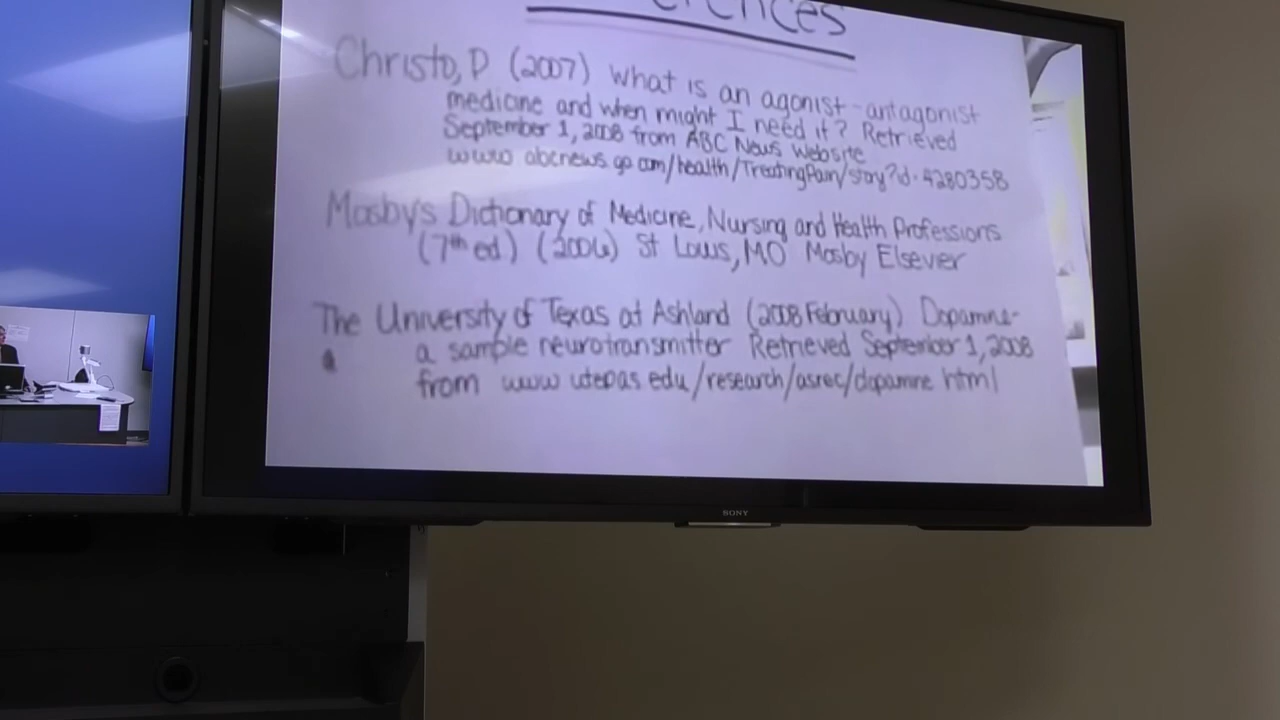 erences
Christo, P (2007) What is an agonist-antagonist
medicine and when might I need it? Retrieved
September 1, 2008 from ABC News Website
www abcnews.go com/health/TreatingPain/story?id=4280358
Mosby's Dictionary of Medicine, Nursing and Health Professions
(7th ed) (2006) St Louis, MO Mosby Elsevier
The University of Texas at Ashland (2008 February) Dopamine-
a sample neurotransmitter Retrieved September 1, 2008
from www utexas.edu/research/asrec/dopamine html
SONY